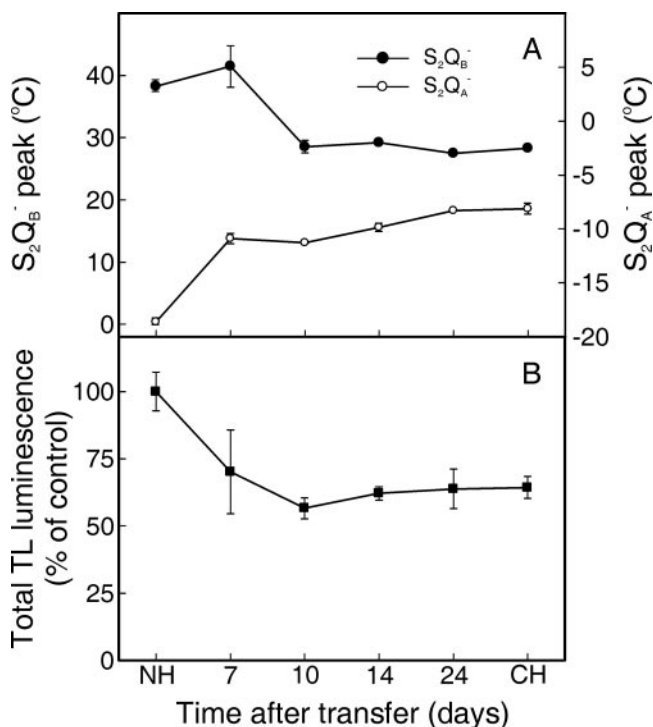 A
S₂Q_B⁻
S₂Q_A⁻
S₂Q_B⁻ peak (°C)
40
30
20
10
0
S₂Q_A⁻ peak (°C)
5
0
-5
-10
-15
-20
B
Total TL luminescence
(% of control)
100
75
50
25
0
NH 7 10 14 24 CH
Time after transfer (days)